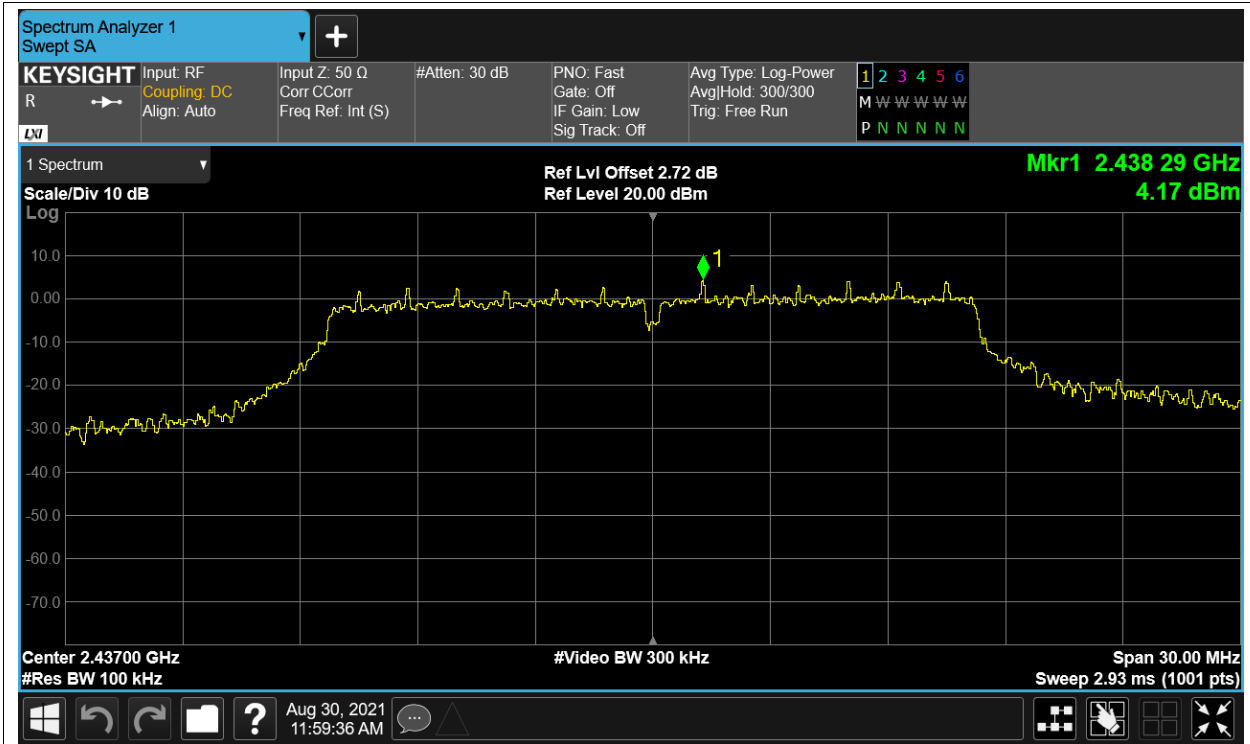 Spectrum Analyzer 1
Swept SA
KEYSIGHT
R
LXI
Input: RF
Coupling: DC
Align: Auto
Input Z: 50 Ω
Corr CCorr
Freq Ref: Int (S)
#Atten: 30 dB
PNO: Fast
Gate: Off
IF Gain: Low
Sig Track: Off
Avg Type: Log-Power
Avg|Hold: 300/300
Trig: Free Run
1 2 3 4 5 6
M W W W W W
P N N N N N
1 Spectrum
Scale/Div 10 dB
Ref Lvl Offset 2.72 dB
Ref Level 20.00 dBm
Mkr1 2.438 29 GHz
4.17 dBm
Log
10.0
0.00
-10.0
-20.0
-30.0
-40.0
-50.0
-60.0
-70.0
1
Center 2.43700 GHz
#Res BW 100 kHz
#Video BW 300 kHz
Span 30.00 MHz
Sweep 2.93 ms (1001 pts)
?
Aug 30, 2021
11:59:36 AM